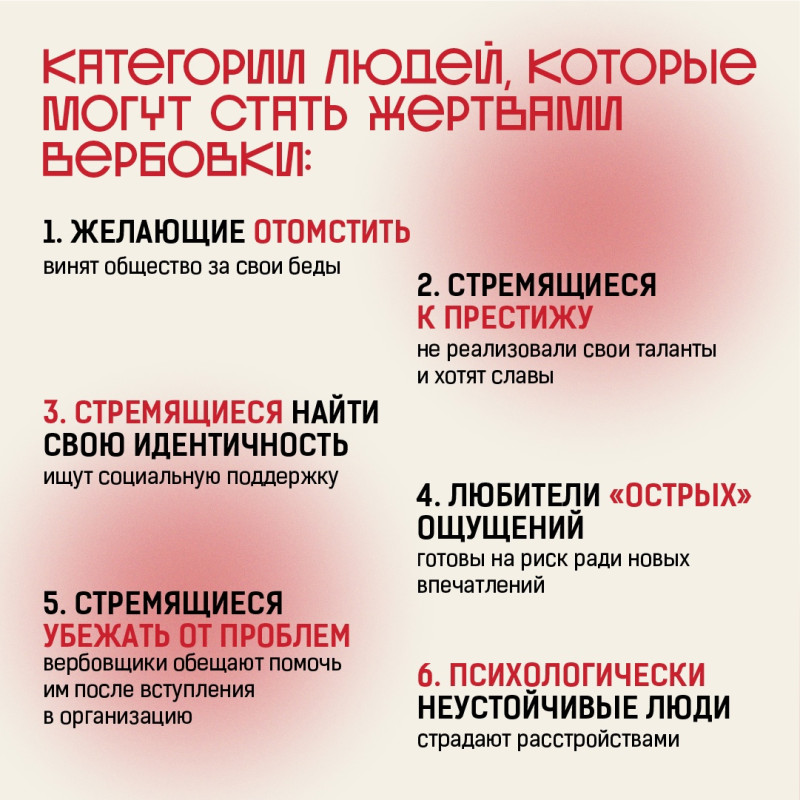 КАТЕГОРИИ ЛЮДЕЙ, КОТОРЫЕ
МОГУТ СТАТЬ ЖЕРТВАМИ
ВЕРБОВКИ:
1. ЖЕЛАЮЩИЕ ОТОМСТИТЬ
винят общество за свои беды
2. СТРЕМЯЩИЕСЯ
К ПРЕСТИЖУ
не реализовали свои таланты
и хотят славы
3. СТРЕМЯЩИЕСЯ НАЙТИ
СВОЮ ИДЕНТИЧНОСТЬ
ищут социальную поддержку
4. ЛЮБИТЕЛИ «ОСТРЫХ»
ОЩУЩЕНИЙ
готовы на риск ради новых
впечатлений
5. СТРЕМЯЩИЕСЯ
УБЕЖАТЬ ОТ ПРОБЛЕМ
вербовщики обещают помочь
им после вступления
в организацию
6. ПСИХОЛОГИЧЕСКИ
НЕУСТОЙЧИВЫЕ ЛЮДИ
страдают расстройствами